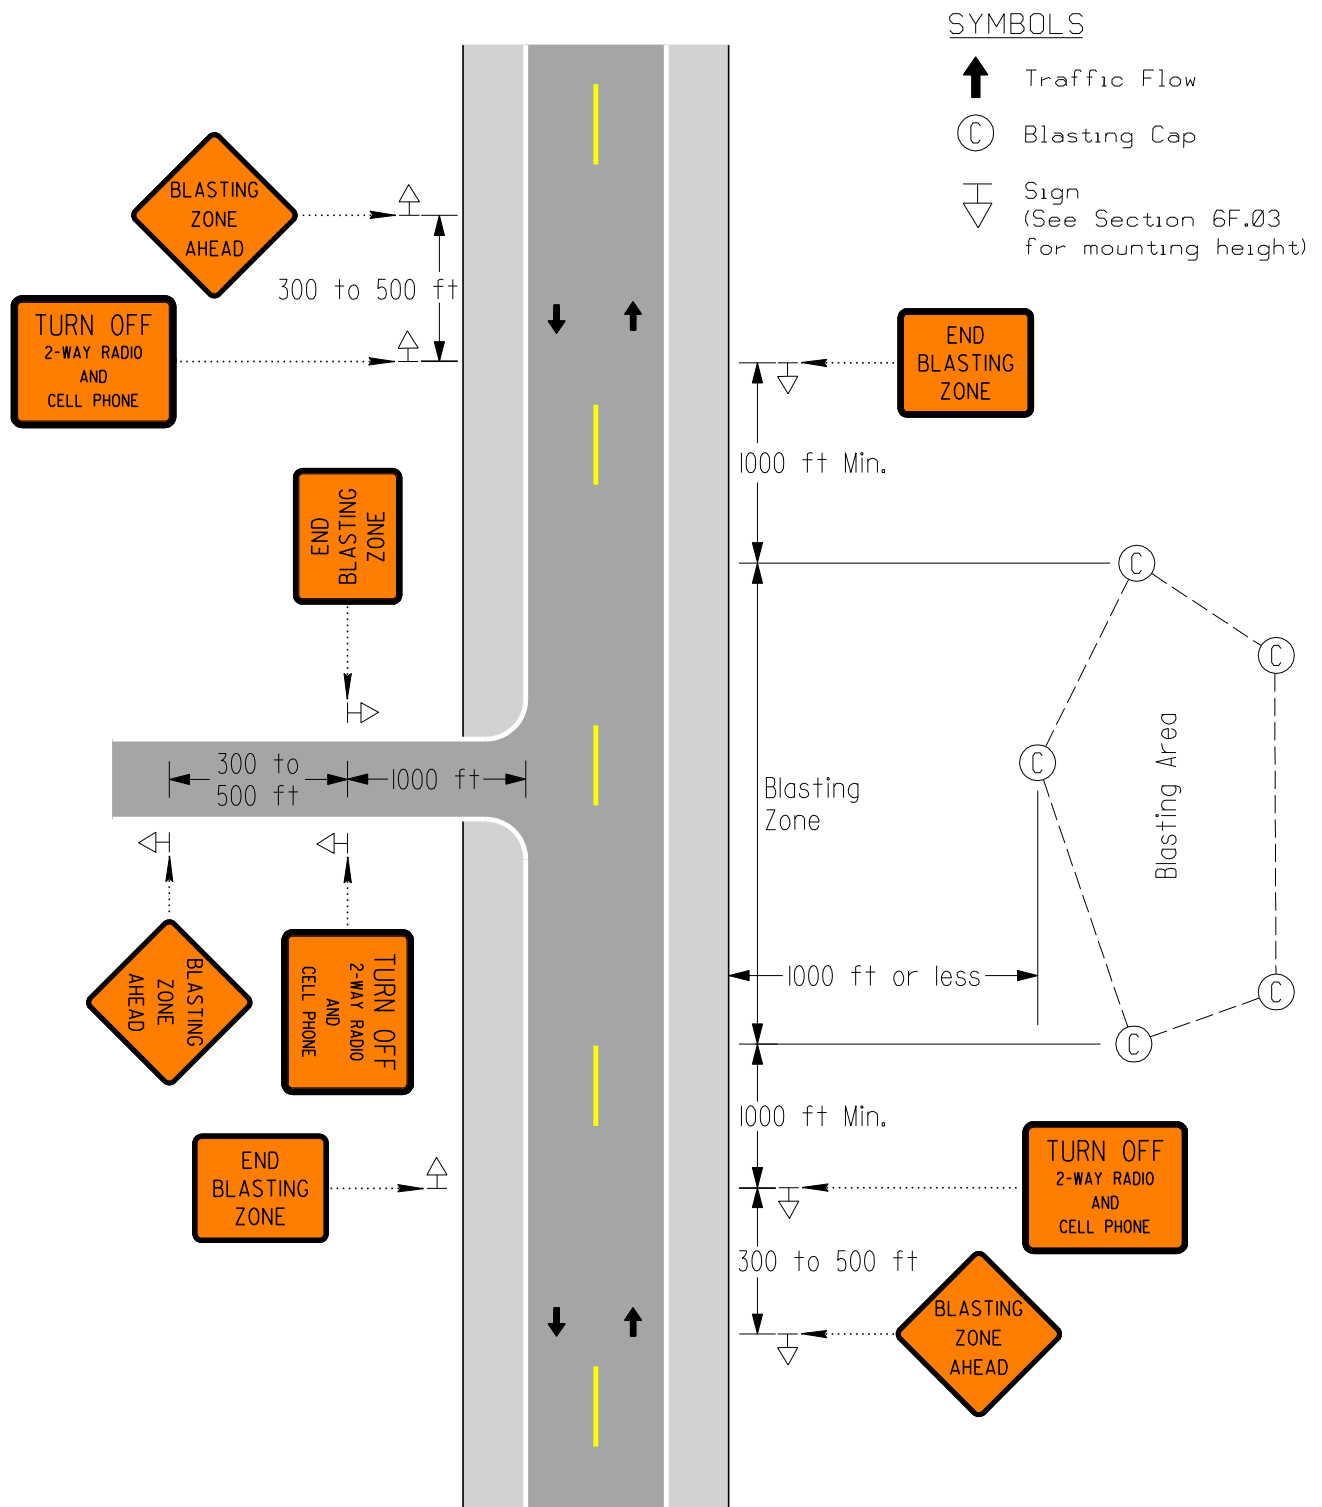 SYMBOLS
Traffic Flow
C
Blasting Cap
Sign
(See Section 6F.03
for mounting height)
BLASTING
ZONE
AHEAD
300 to 500 ft
TURN OFF
2-WAY RADIO
AND
CELL PHONE
END
BLASTING
ZONE
1000 ft Min.
END
BLASTING
ZONE
C
C
C
Blasting Area
300 to
500 ft
1000 ft
Blasting
Zone
1000 ft or less
C
C
BLASTING
ZONE
AHEAD
TURN OFF
2-WAY RADIO
AND
CELL PHONE
1000 ft Min.
END
BLASTING
ZONE
TURN OFF
2-WAY RADIO
AND
CELL PHONE
300 to 500 ft
BLASTING
ZONE
AHEAD